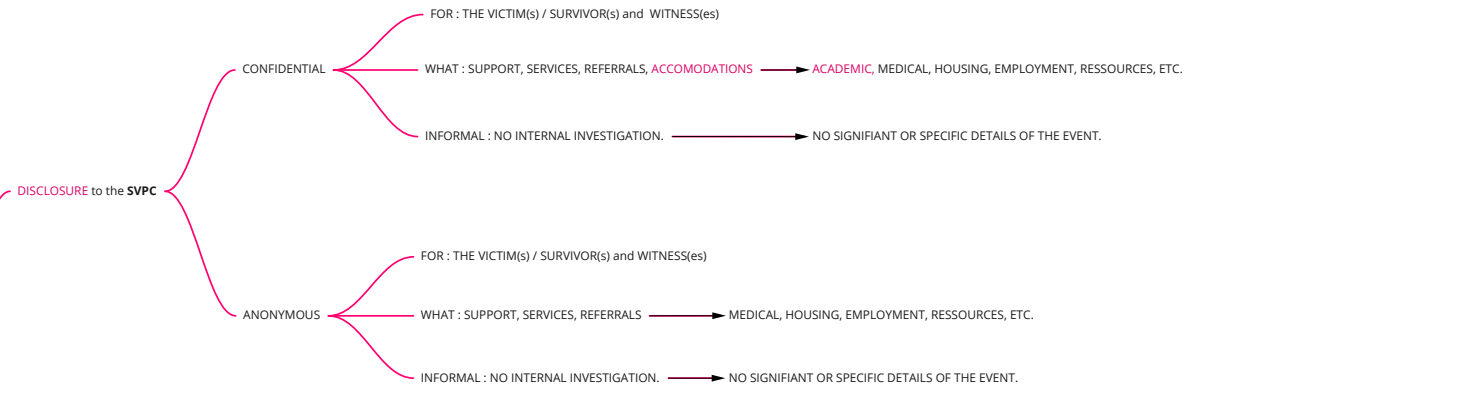 FOR : THE VICTIM(s) / SURVIVOR(s) and WITNESS(es)
CONFIDENTIAL
WHAT : SUPPORT, SERVICES, REFERRALS, ACCOMODATIONS
ACADEMIC, MEDICAL, HOUSING, EMPLOYMENT, RESSOURCES, ETC.
INFORMAL : NO INTERNAL INVESTIGATION.
NO SIGNIFIANT OR SPECIFIC DETAILS OF THE EVENT.
DISCLOSURE to the SVPC
FOR : THE VICTIM(s) / SURVIVOR(s) and WITNESS(es)
ANONYMOUS
WHAT : SUPPORT, SERVICES, REFERRALS
MEDICAL, HOUSING, EMPLOYMENT, RESSOURCES, ETC.
INFORMAL : NO INTERNAL INVESTIGATION.
NO SIGNIFIANT OR SPECIFIC DETAILS OF THE EVENT.